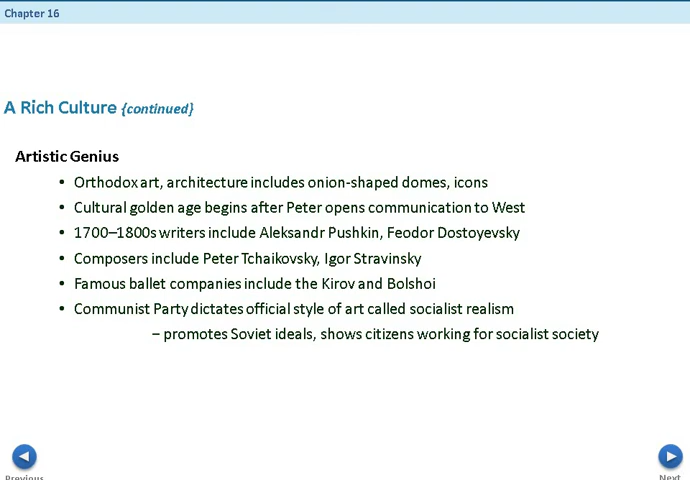 Chapter 16
A Rich Culture {continued}
Artistic Genius
• Orthodox art, architecture includes onion-shaped domes, icons
• Cultural golden age begins after Peter opens communication to West
• 1700–1800s writers include Aleksandr Pushkin, Feodor Dostoyevsky
• Composers include Peter Tchaikovsky, Igor Stravinsky
• Famous ballet companies include the Kirov and Bolshoi
• Communist Party dictates official style of art called socialist realism
– promotes Soviet ideals, shows citizens working for socialist society
Previous
Next